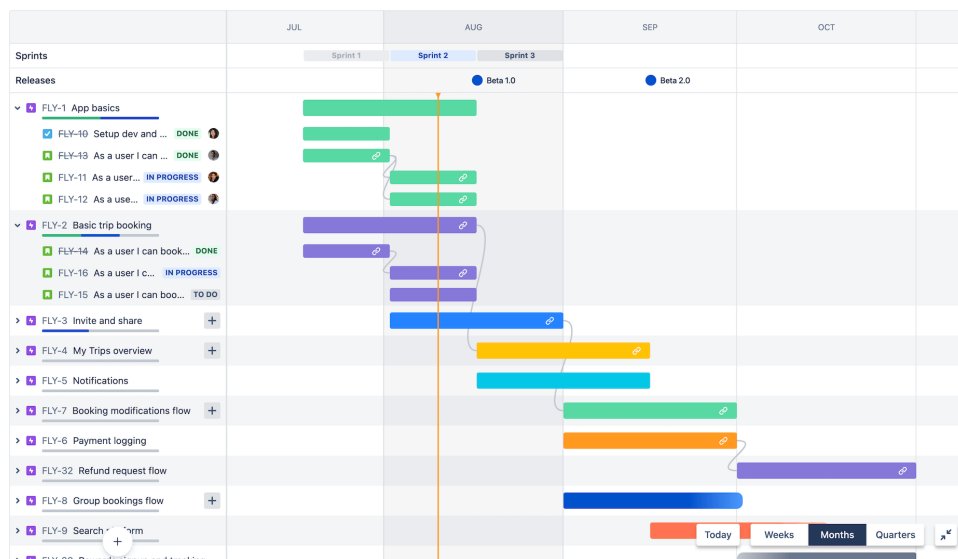 JUL AUG SEP OCT
Sprints Sprint 1 Sprint 2 Sprint 3
Releases Beta 1.0 Beta 2.0
FLY-1 App basics
FLY-10 Setup dev and ... DONE
FLY-13 As a user I can ... DONE
FLY-11 As a user... IN PROGRESS
FLY-12 As a use... IN PROGRESS
FLY-2 Basic trip booking
FLY-14 As a user I can book... DONE
FLY-16 As a user I c... IN PROGRESS
FLY-15 As a user I can boo... TO DO
FLY-3 Invite and share
FLY-4 My Trips overview
FLY-5 Notifications
FLY-7 Booking modifications flow
FLY-6 Payment logging
FLY-32 Refund request flow
FLY-8 Group bookings flow
FLY-9 Search
Today Weeks Months Quarters